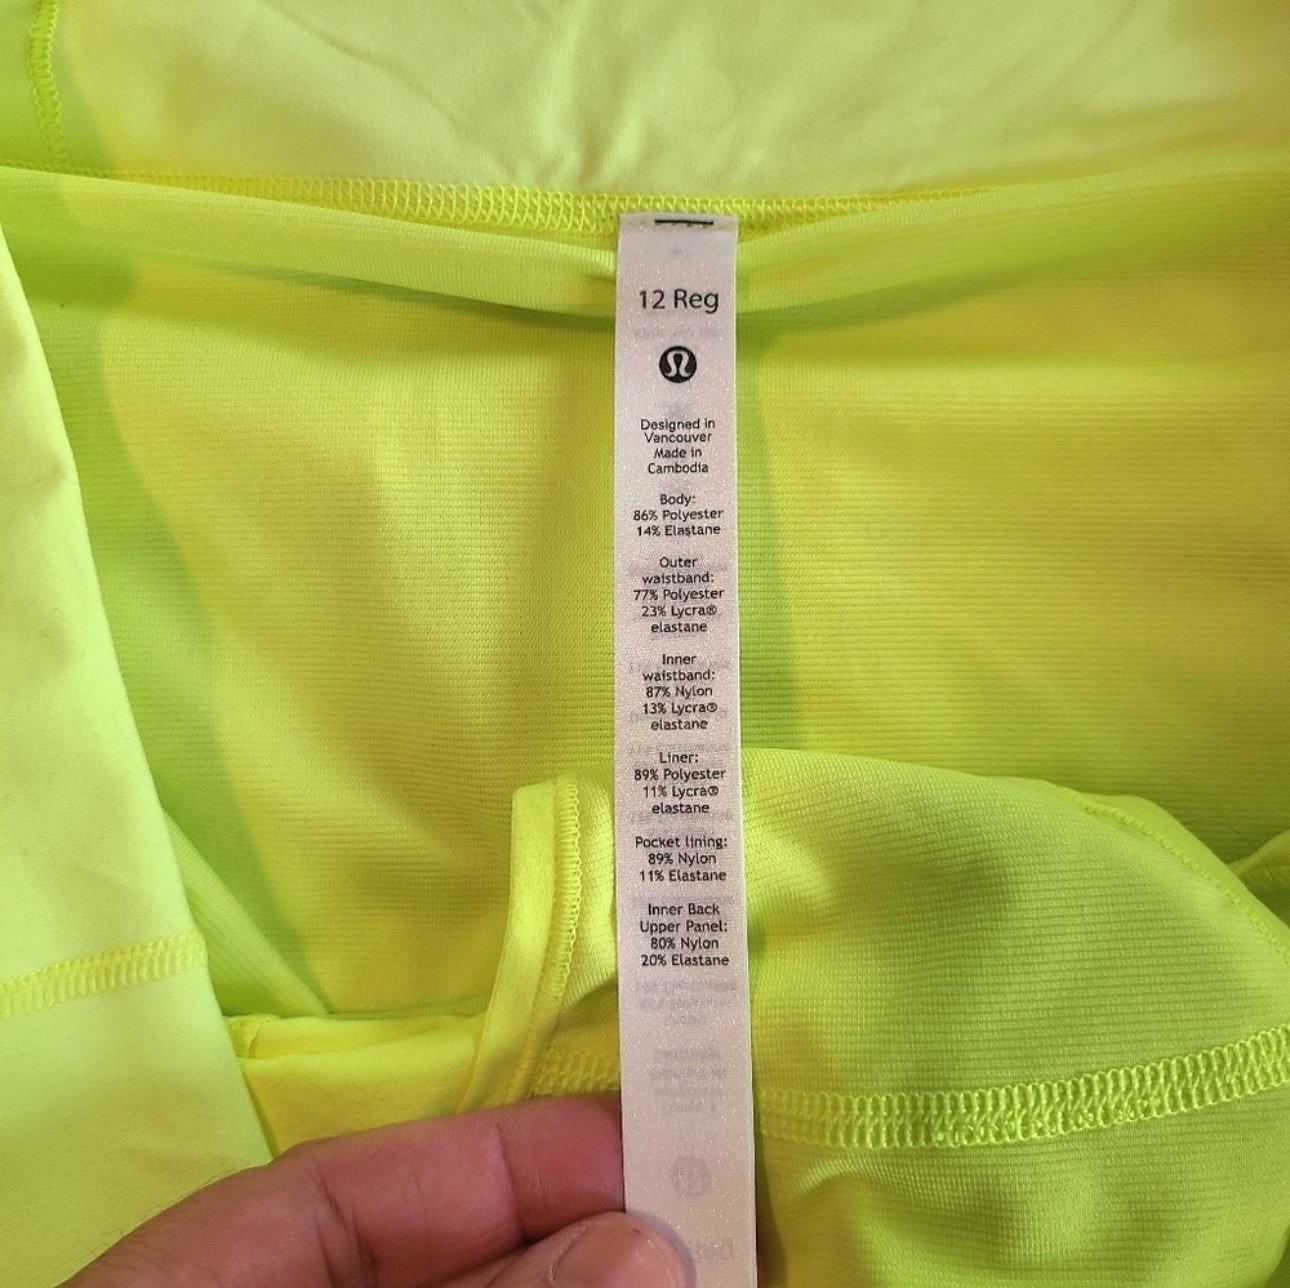 12 Reg
Designed in
Vancouver
Made in
Cambodia
Body:
86% Polyester
14% Elastane
Outer
waistband:
77% Polyester
23% Lycra®
elastane
Inner
waistband:
87% Nylon
13% Lycra®
elastane
Liner:
89% Polyester
11% Lycra®
elastane
Pocket lining:
89% Nylon
11% Elastane
Inner Back
Upper Panel:
80% Nylon
20% Elastane